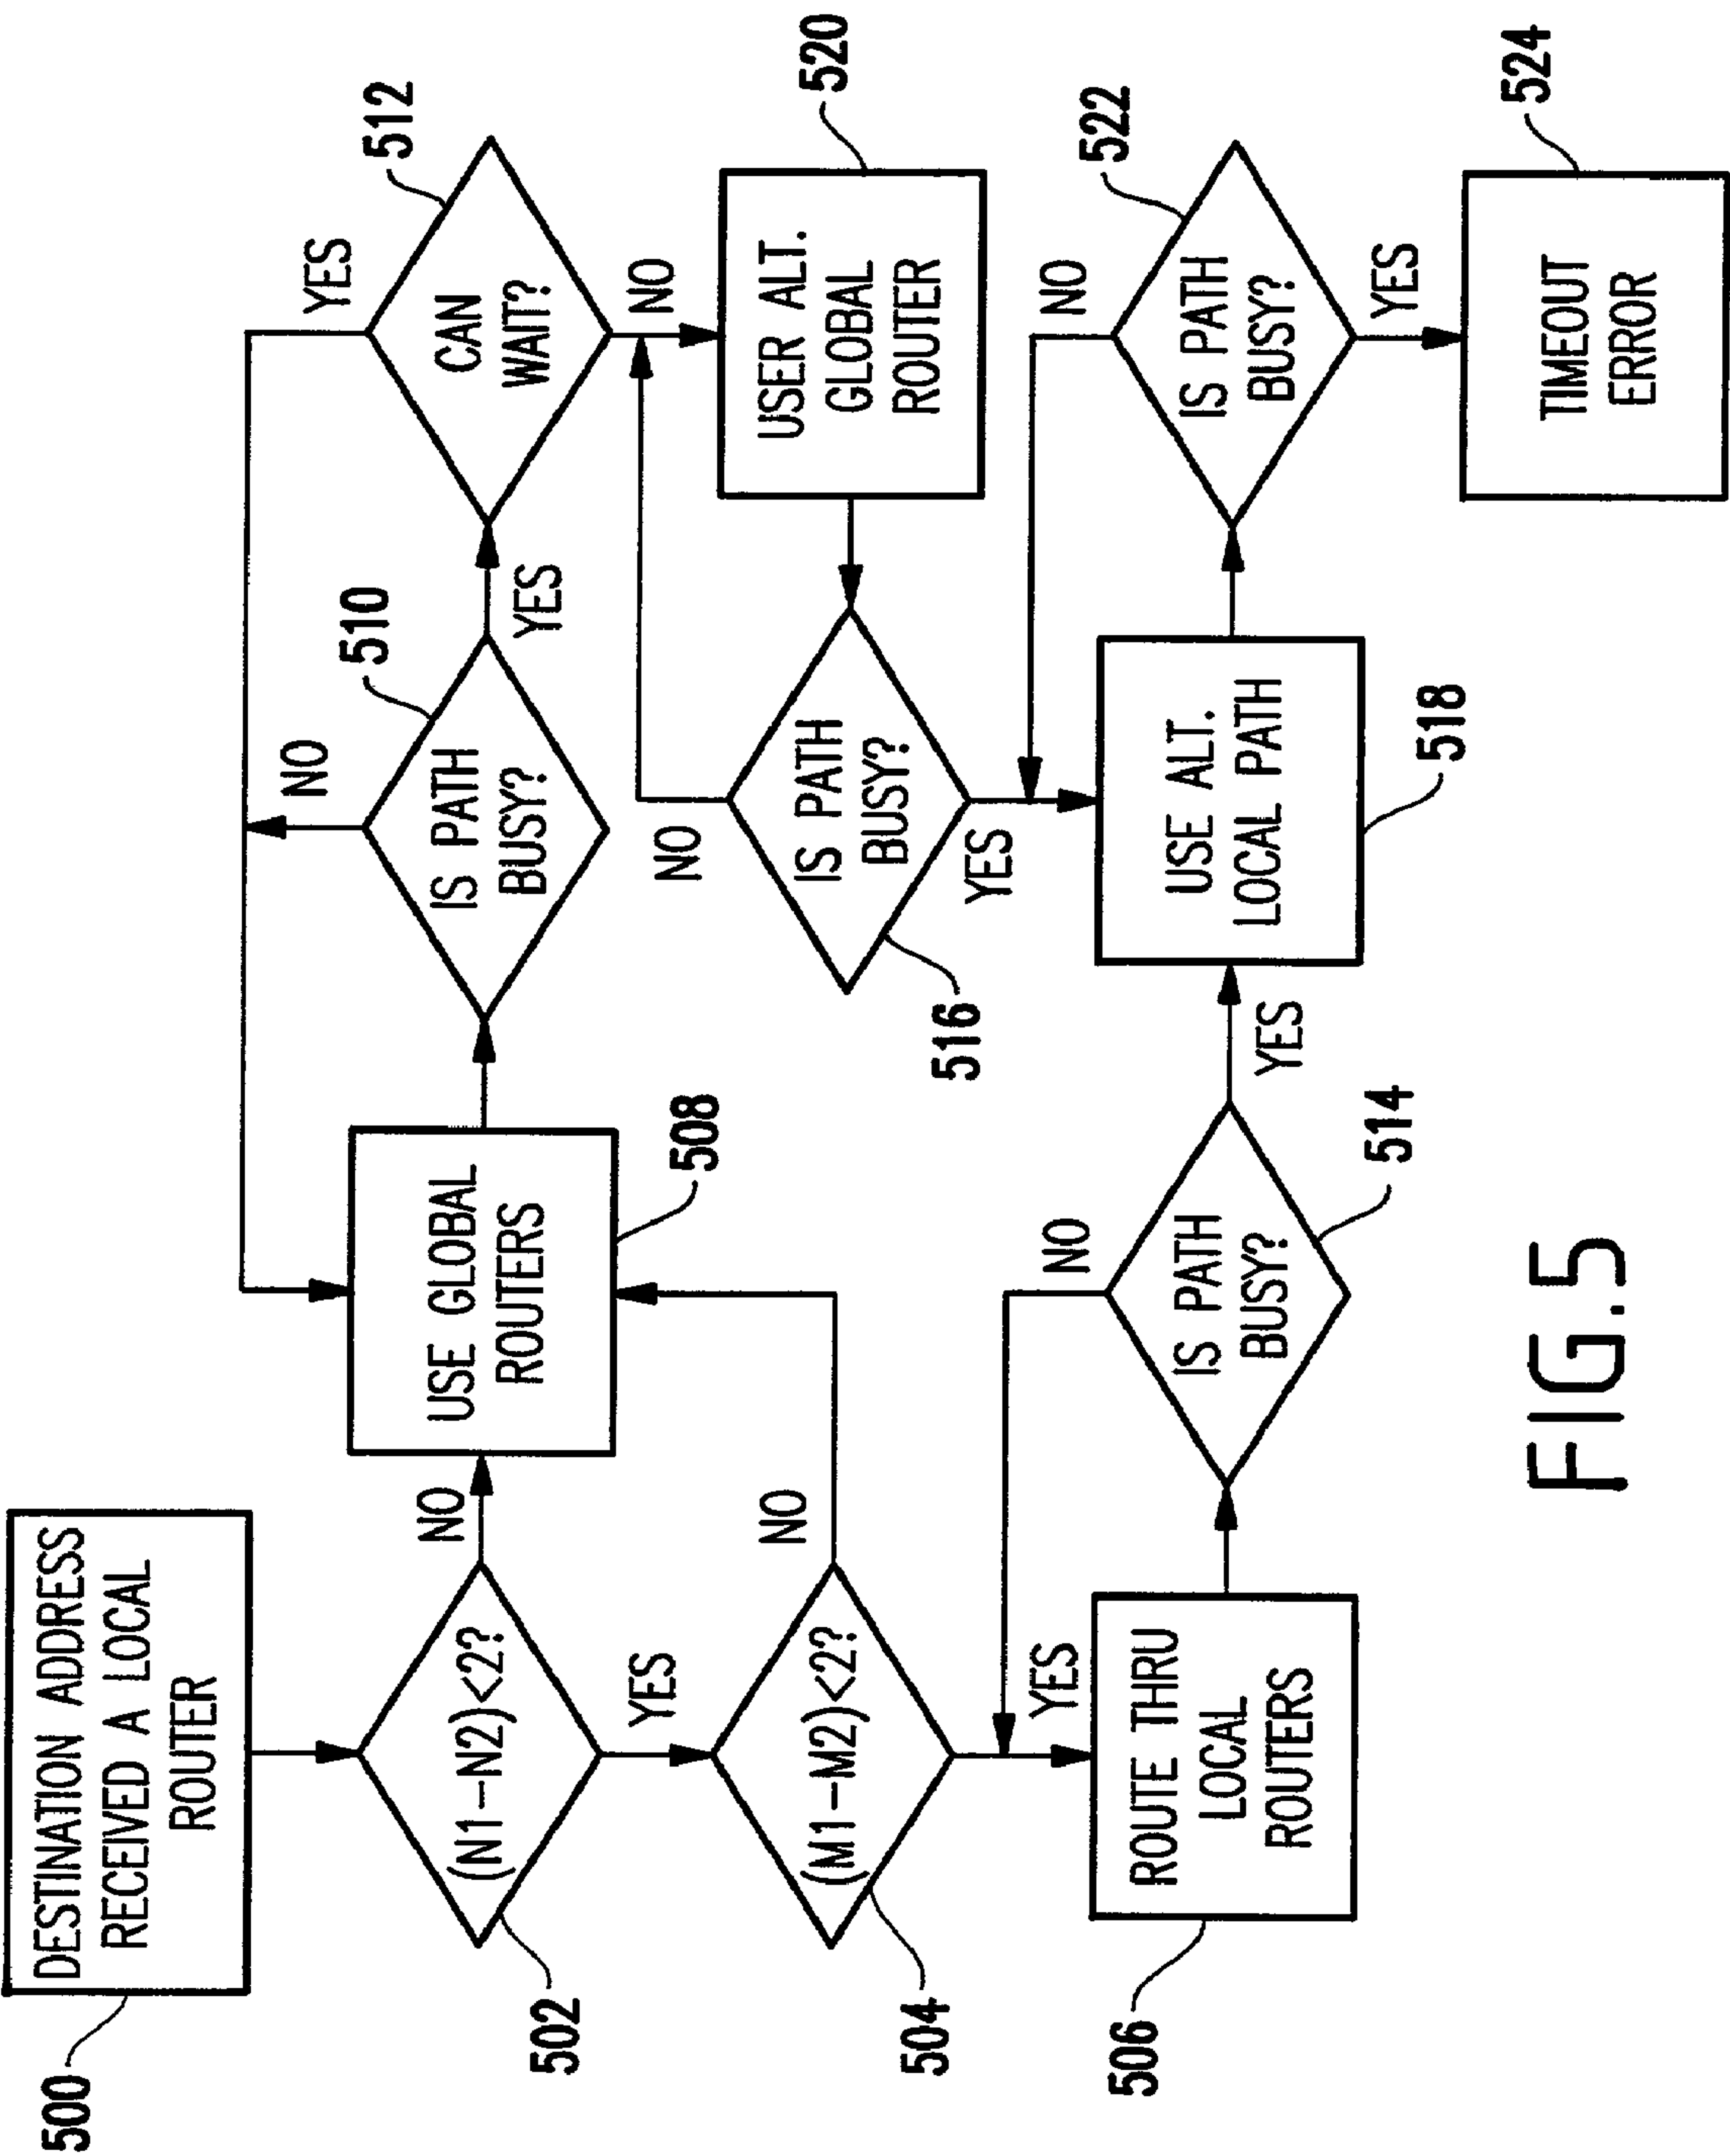 500
DESTINATION ADDRESS
RECEIVED A LOCAL
ROUTER
502
(N1-N2)<2?
NO
YES
504
(M1-M2)<2?
NO
YES
506
ROUTE THRU
LOCAL
ROUTERS
USE GLOBAL
ROUTERS
508
IS PATH
BUSY?
510
NO
YES
CAN
WAIT?
512
YES
NO
USER ALT.
GLOBAL
ROUTER
520
IS PATH
BUSY?
516
NO
YES
IS PATH
BUSY?
514
NO
YES
USE ALT.
LOCAL PATH
518
IS PATH
BUSY?
522
NO
YES
TIMEOUT
ERROR
524
FIG.5